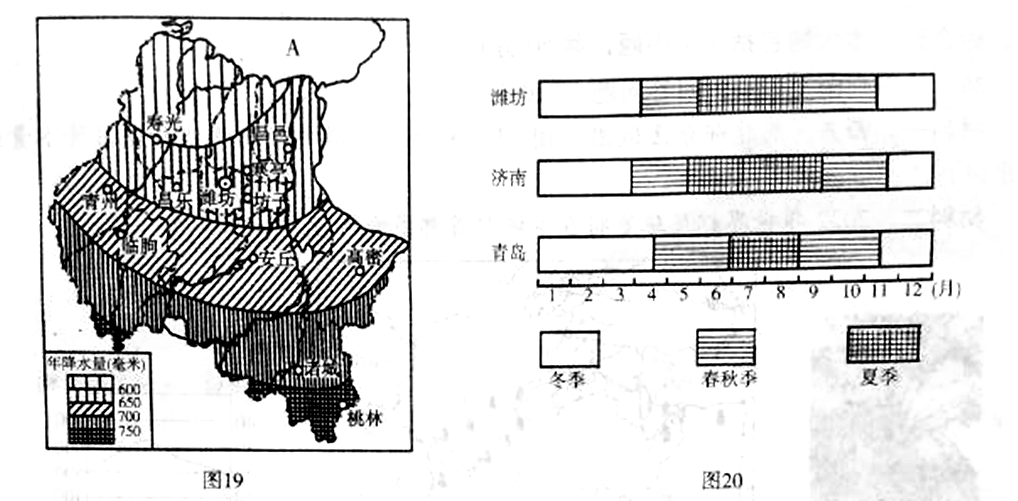 A
寿光
昌邑
寒亭
青州
昌乐
潍坊
坊子
临朐
安丘
高密
诸城
桃林
年降水量(毫米)
600
650
700
750
图19
潍坊
济南
青岛
1 2 3 4 5 6 7 8 9 10 11 12 (月)
冬季
春秋季
夏季
图20